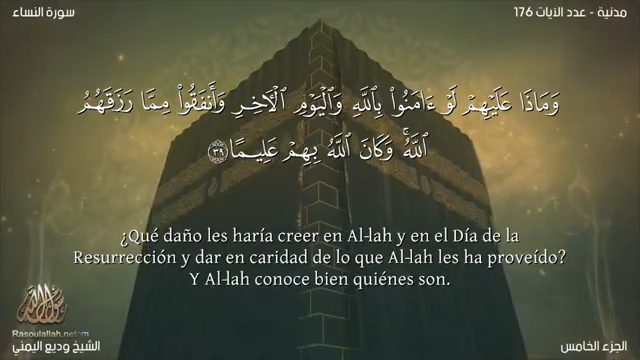 سورة النساء
مدنية - عدد الآيات 176
وَمَاذَا عَلَيْهِمْ لَوْ ءَامَنُوا۟ بِٱللَّهِ وَٱلْيَوْمِ ٱلْـَٔاخِرِ وَأَنفَقُوا۟ مِمَّا رَزَقَهُمُ
ٱللَّهُ ۚ وَكَانَ ٱللَّهُ بِهِمْ عَلِيمًا ٣٩
¿Qué daño les haría creer en Al-lah y en el Día de la
Resurrección y dar en caridad de lo que Al-lah les ha proveído?
Y Al-lah conoce bien quiénes son.
رسول الله
Rasoulallah.net
الشيخ وديع اليمني
الجزء الخامس